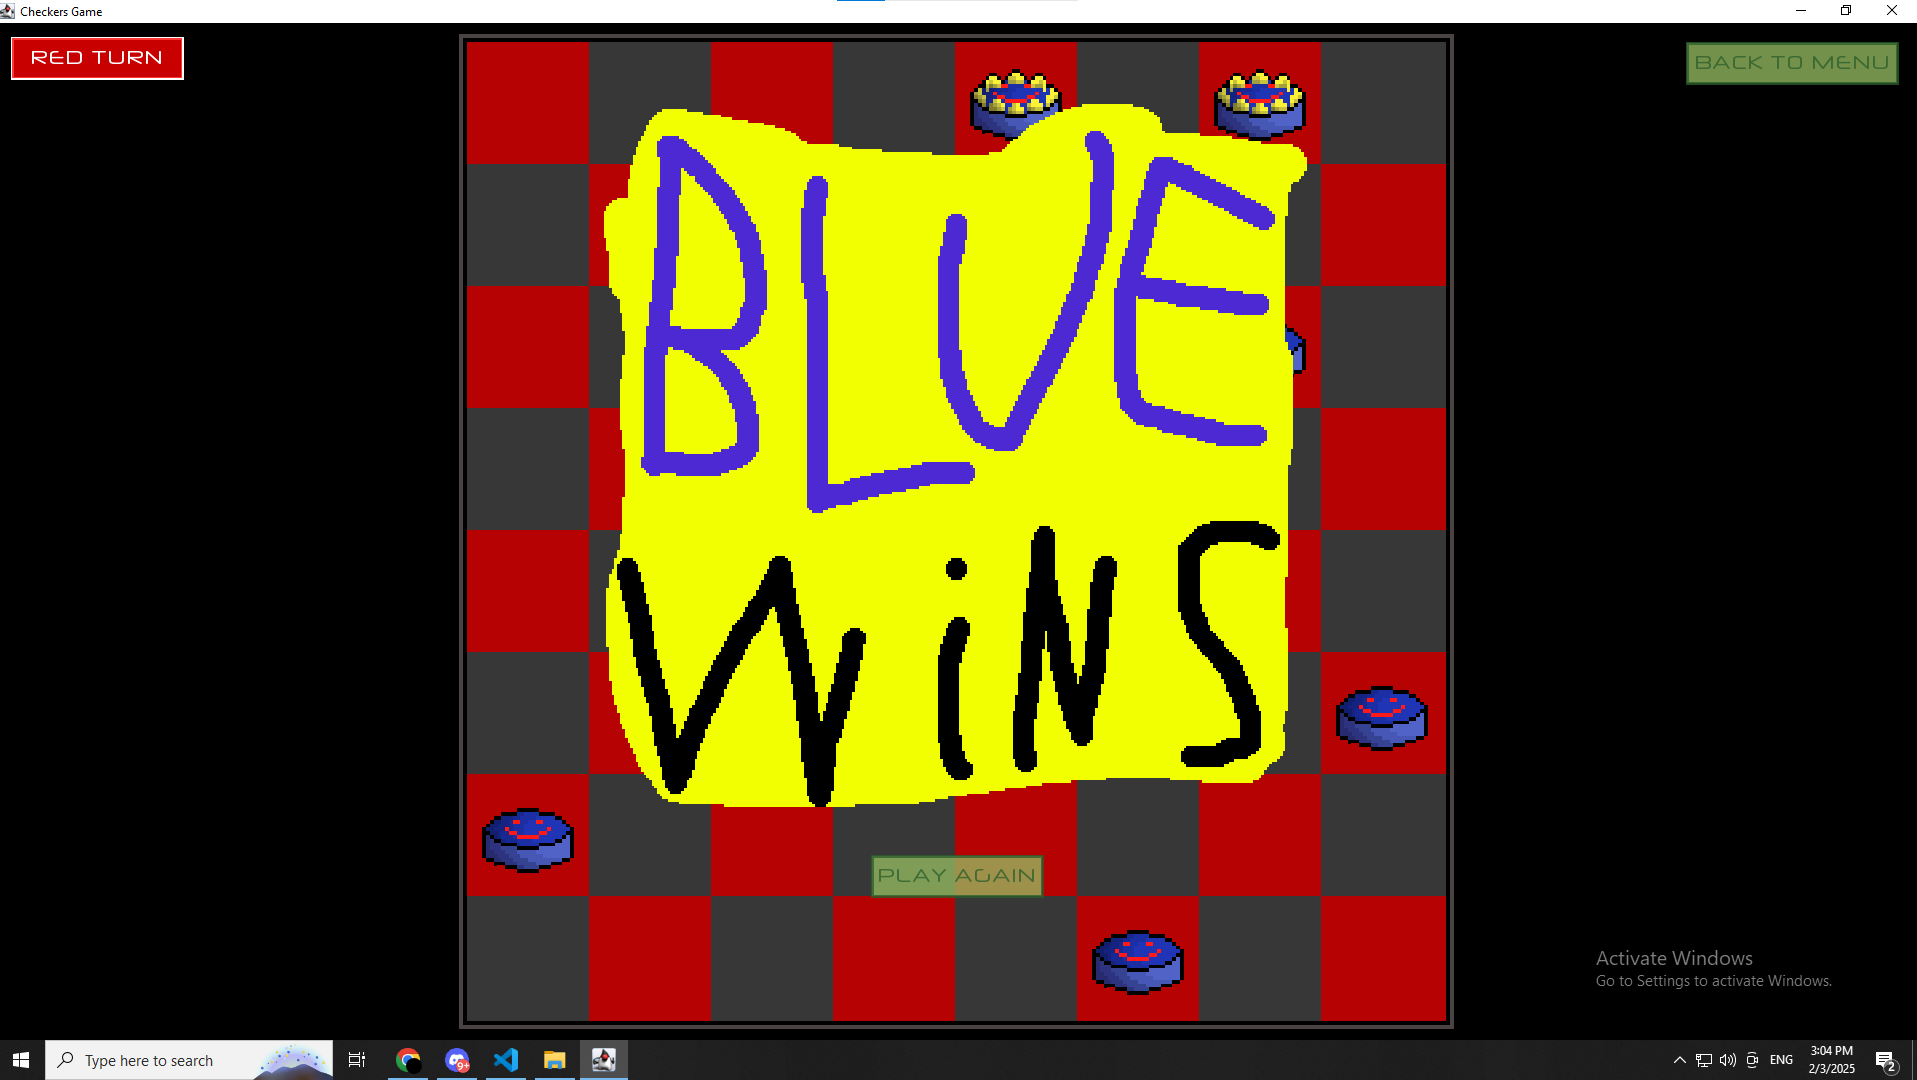 Checkers Game
RED TURN
BACK TO MENU
BLUE
WiNS
PLAY AGAIN
Activate Windows
Go to Settings to activate Windows.
Type here to search
9+
ENG
3:04 PM
2/3/2025
2